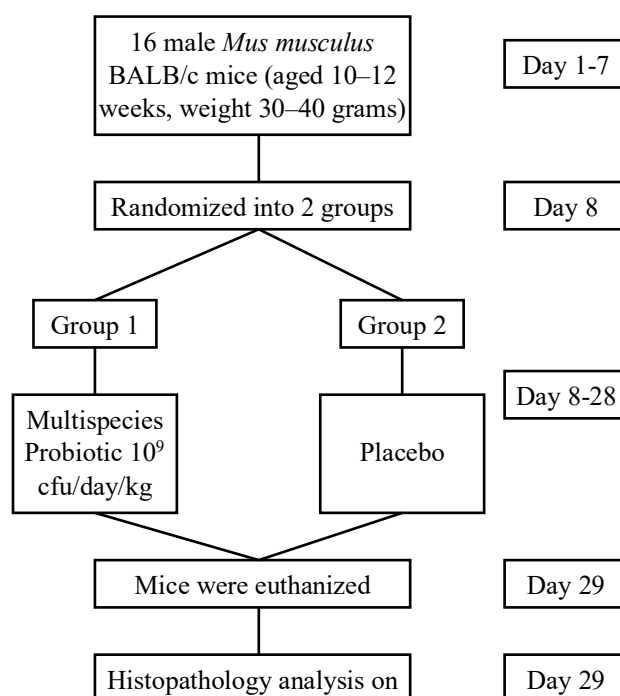 16 male Mus musculus
BALB/c mice (aged 10–12
weeks, weight 30–40 grams)
Day 1-7
Randomized into 2 groups
Day 8
Group 1
Group 2
Day 8-28
Multispecies
Probiotic 10⁹
cfu/day/kg
Placebo
Mice were euthanized
Day 29
Histopathology analysis on
Day 29